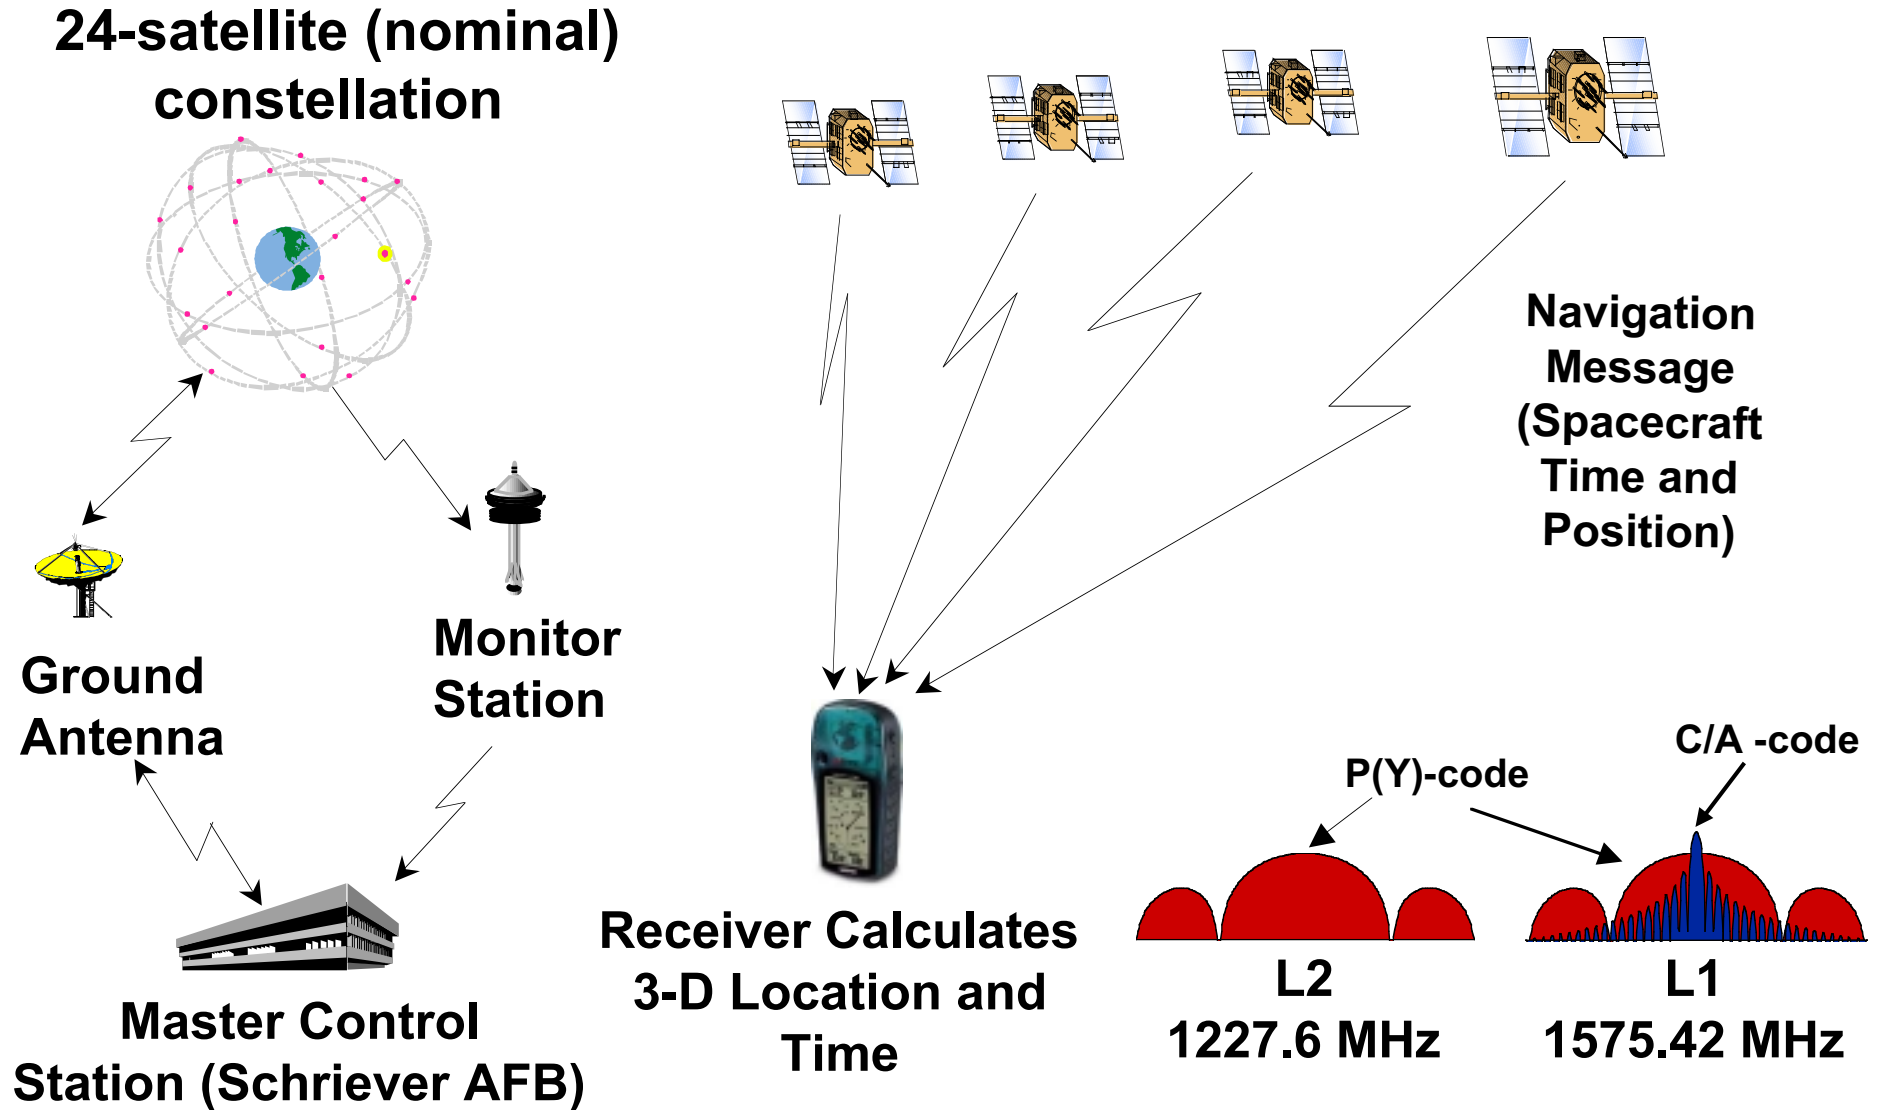 24-satellite (nominal)
constellation
Navigation
Message
(Spacecraft
Time and
Position)
Monitor
Station
Ground
Antenna
C/A -code
P(Y)-code
Receiver Calculates
3-D Location and
Time
L2
1227.6 MHz
L1
1575.42 MHz
Master Control
Station (Schriever AFB)